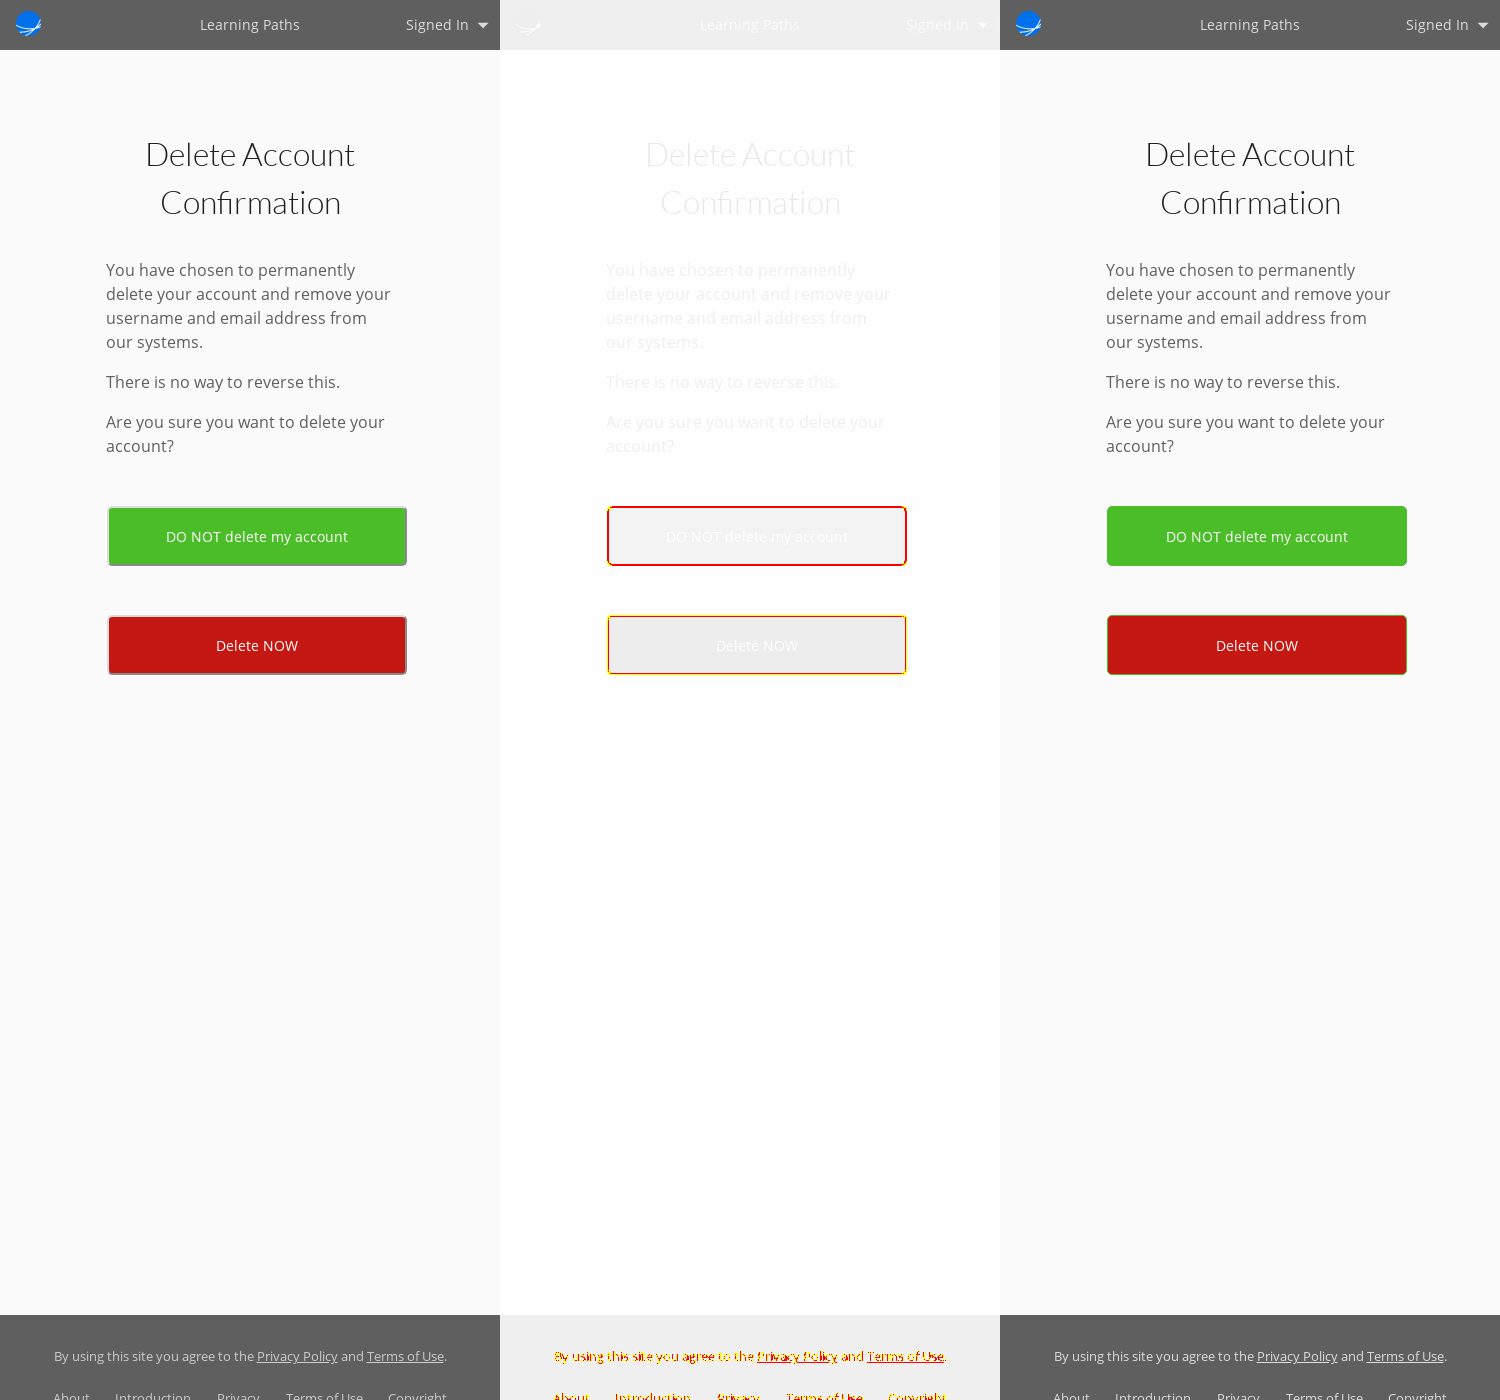 Learning Paths Signed In
Delete Account
Confirmation
You have chosen to permanently
delete your account and remove your
username and email address from
our systems.
There is no way to reverse this.
Are you sure you want to delete your
account?
DO NOT delete my account
Delete NOW
By using this site you agree to the Privacy Policy and Terms of Use.
About Introduction Privacy Terms of Use Copyright
Learning Paths Signed In
Delete Account
Confirmation
You have chosen to permanently
delete your account and remove your
username and email address from
our systems.
There is no way to reverse this.
Are you sure you want to delete your
account?
DO NOT delete my account
Delete NOW
By using this site you agree to the Privacy Policy and Terms of Use.
About Introduction Privacy Terms of Use Copyright
Learning Paths Signed In
Delete Account
Confirmation
You have chosen to permanently
delete your account and remove your
username and email address from
our systems.
There is no way to reverse this.
Are you sure you want to delete your
account?
DO NOT delete my account
Delete NOW
By using this site you agree to the Privacy Policy and Terms of Use.
About Introduction Privacy Terms of Use Copyright